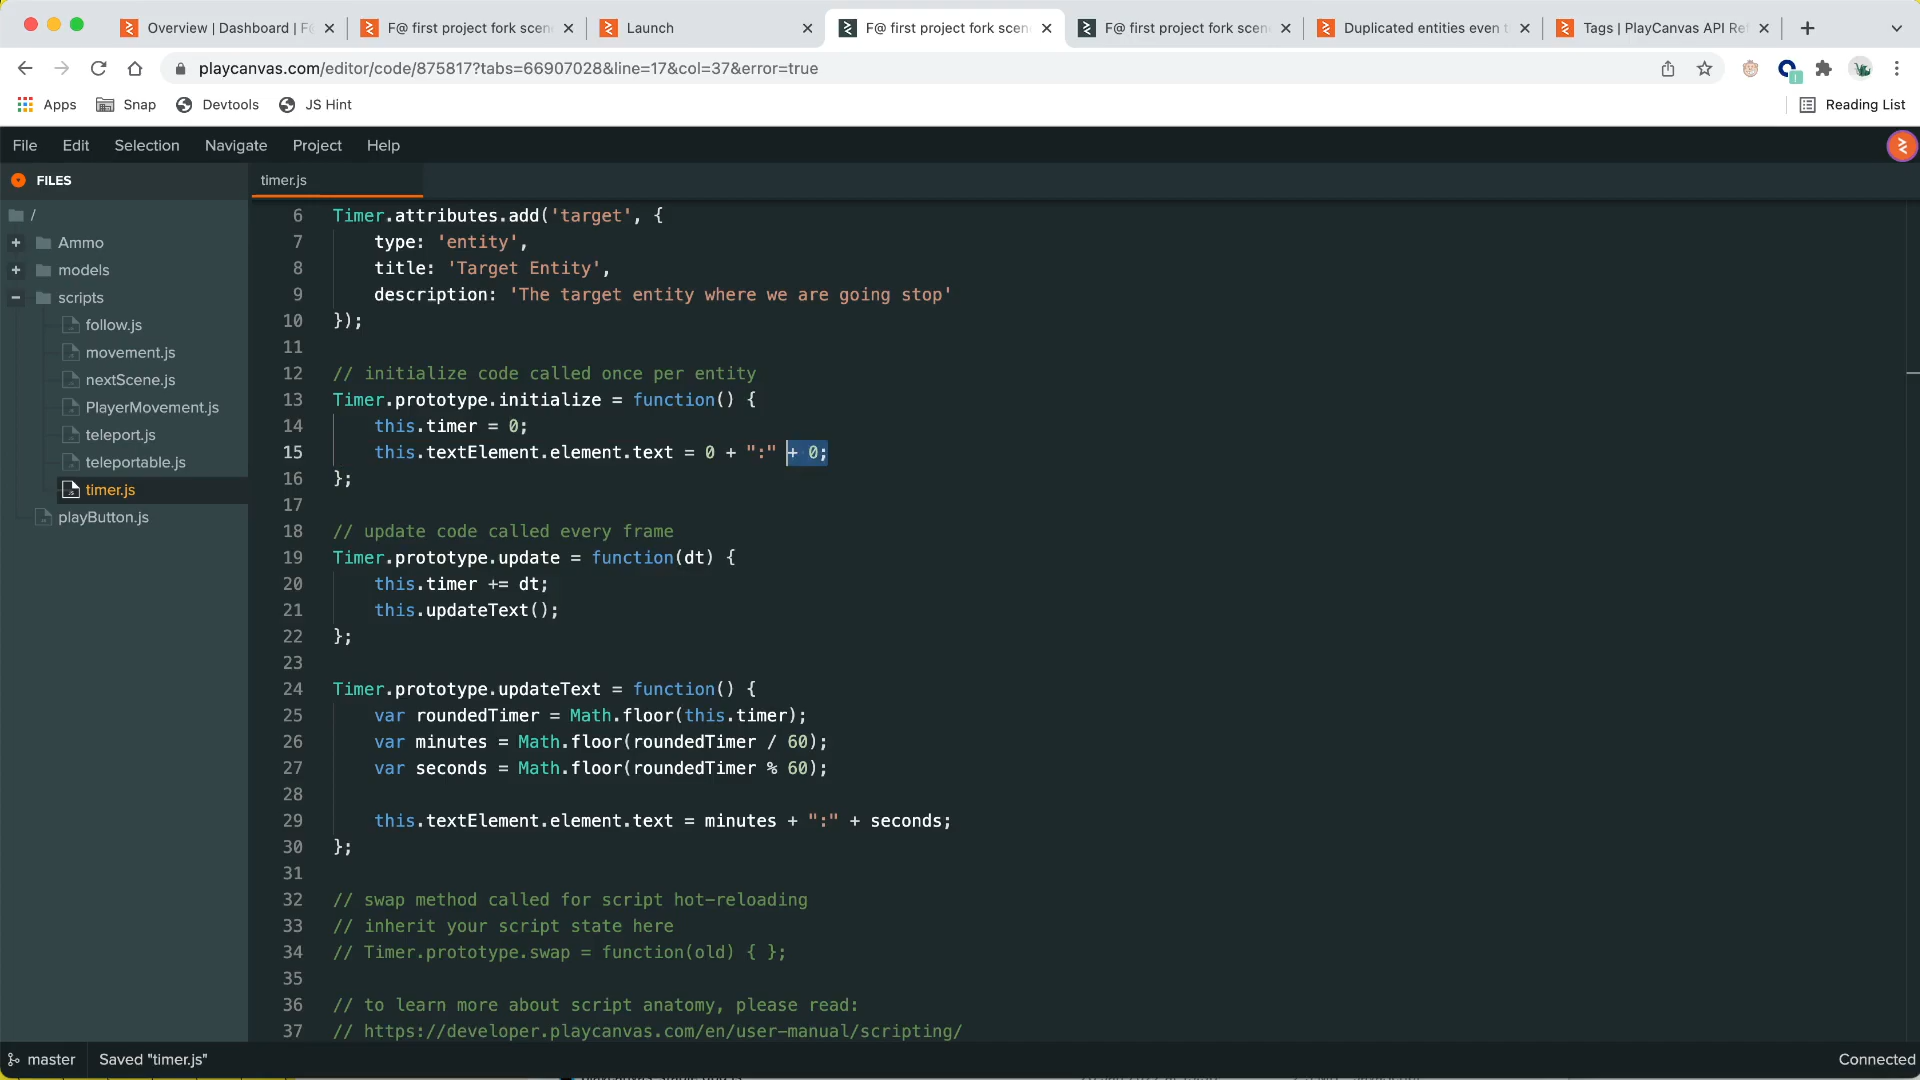 Overview | Dashboard | F
F@ first project fork scen
Launch
F@ first project fork scen
F@ first project fork scen
Duplicated entities even t
Tags | PlayCanvas API Re
playcanvas.com/editor/code/875817?tabs=66907028&line=17&col=37&error=true
Apps
Snap
Devtools
JS Hint
Reading List
File
Edit
Selection
Navigate
Project
Help
FILES
timer.js
/
Ammo
models
scripts
follow.js
movement.js
nextScene.js
PlayerMovement.js
teleport.js
teleportable.js
timer.js
playButton.js
6 Timer.attributes.add('target', {
7 type: 'entity',
8 title: 'Target Entity',
9 description: 'The target entity where we are going stop'
10 });
11
12 // initialize code called once per entity
13 Timer.prototype.initialize = function() {
14 this.timer = 0;
15 this.textElement.element.text = 0 + ":" + 0;
16 };
17
18 // update code called every frame
19 Timer.prototype.update = function(dt) {
20 this.timer += dt;
21 this.updateText();
22 };
23
24 Timer.prototype.updateText = function() {
25 var roundedTimer = Math.floor(this.timer);
26 var minutes = Math.floor(roundedTimer / 60);
27 var seconds = Math.floor(roundedTimer % 60);
28
29 this.textElement.element.text = minutes + ":" + seconds;
30 };
31
32 // swap method called for script hot-reloading
33 // inherit your script state here
34 // Timer.prototype.swap = function(old) { };
35
36 // to learn more about script anatomy, please read:
37 // https://developer.playcanvas.com/en/user-manual/scripting/
master
Saved "timer.js"
Connected